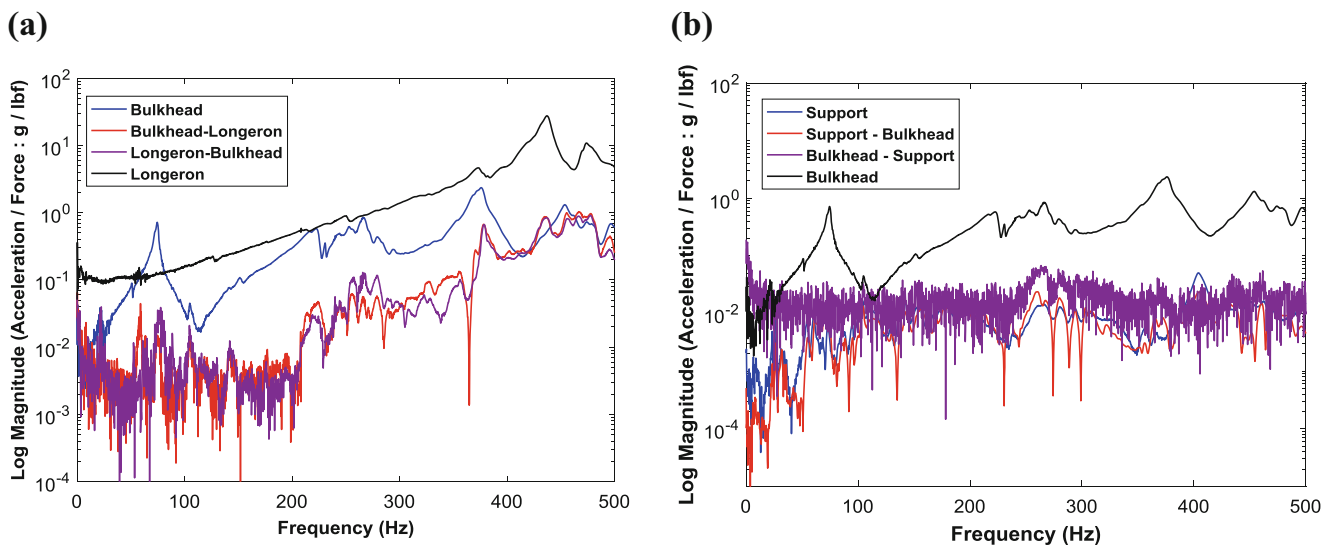 (a)
Log Magnitude (Acceleration / Force : g / lbf)
10^2
10^1
10^0
10^-1
10^-2
10^-3
10^-4
Bulkhead
Bulkhead-Longeron
Longeron-Bulkhead
Longeron
0 100 200 300 400 500
Frequency (Hz)
(b)
Log Magnitude (Acceleration / Force : g / lbf)
10^2
10^0
10^-2
10^-4
Support
Support - Bulkhead
Bulkhead - Support
Bulkhead
0 100 200 300 400 500
Frequency (Hz)